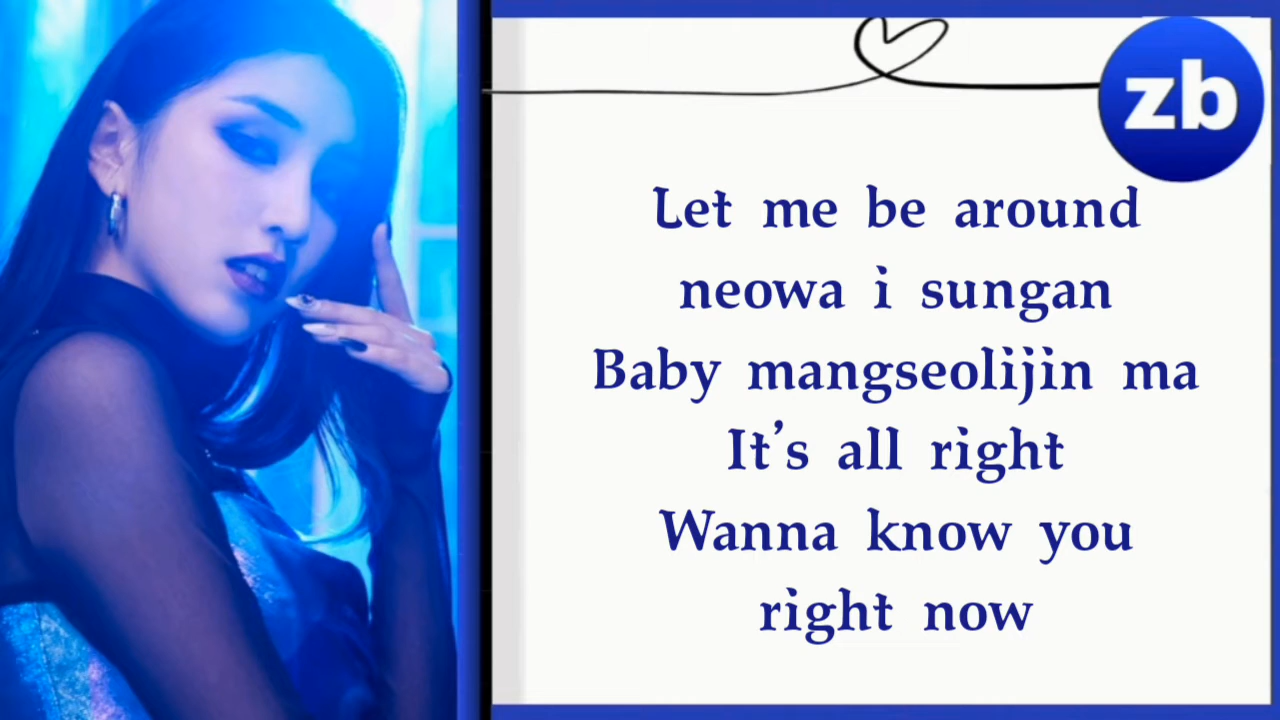 zb
Let me be around
neowa i sungan
Baby mangseolijin ma
It's all right
Wanna know you
right now